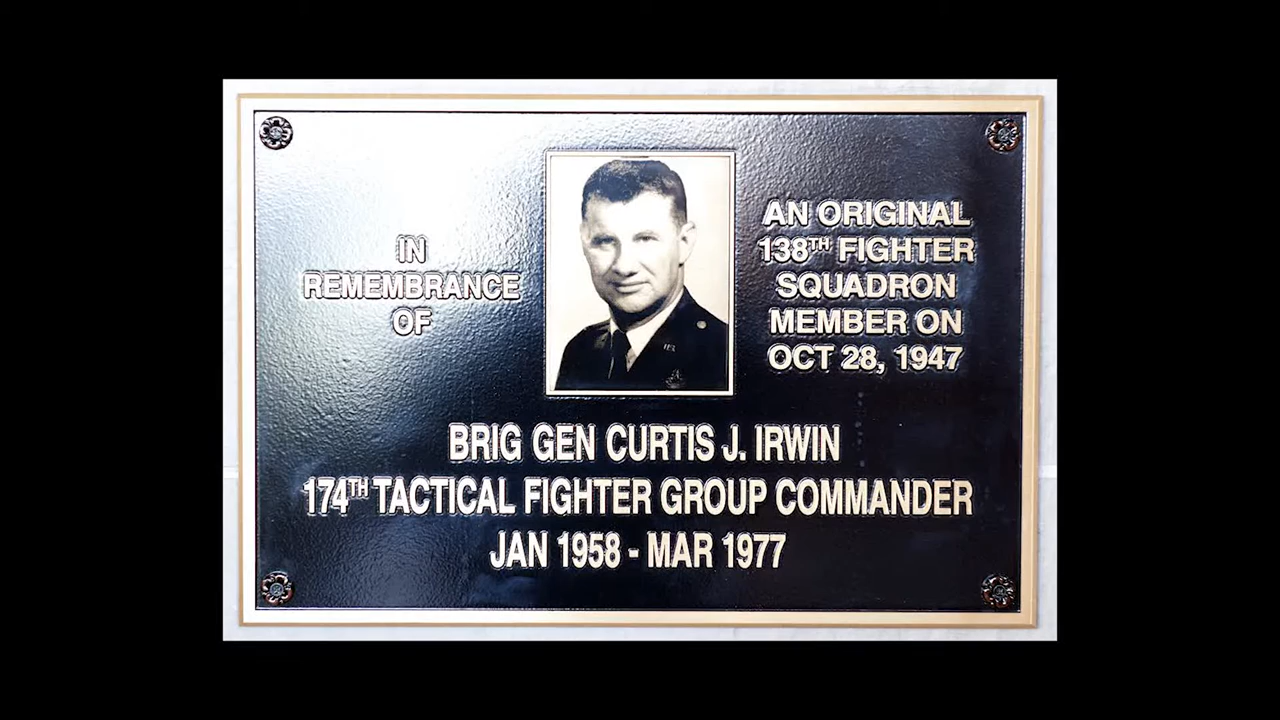 IN
REMEMBRANCE
OF
AN ORIGINAL
138TH FIGHTER
SQUADRON
MEMBER ON
OCT 28, 1947
BRIG GEN CURTIS J. IRWIN
174TH TACTICAL FIGHTER GROUP COMMANDER
JAN 1958 - MAR 1977